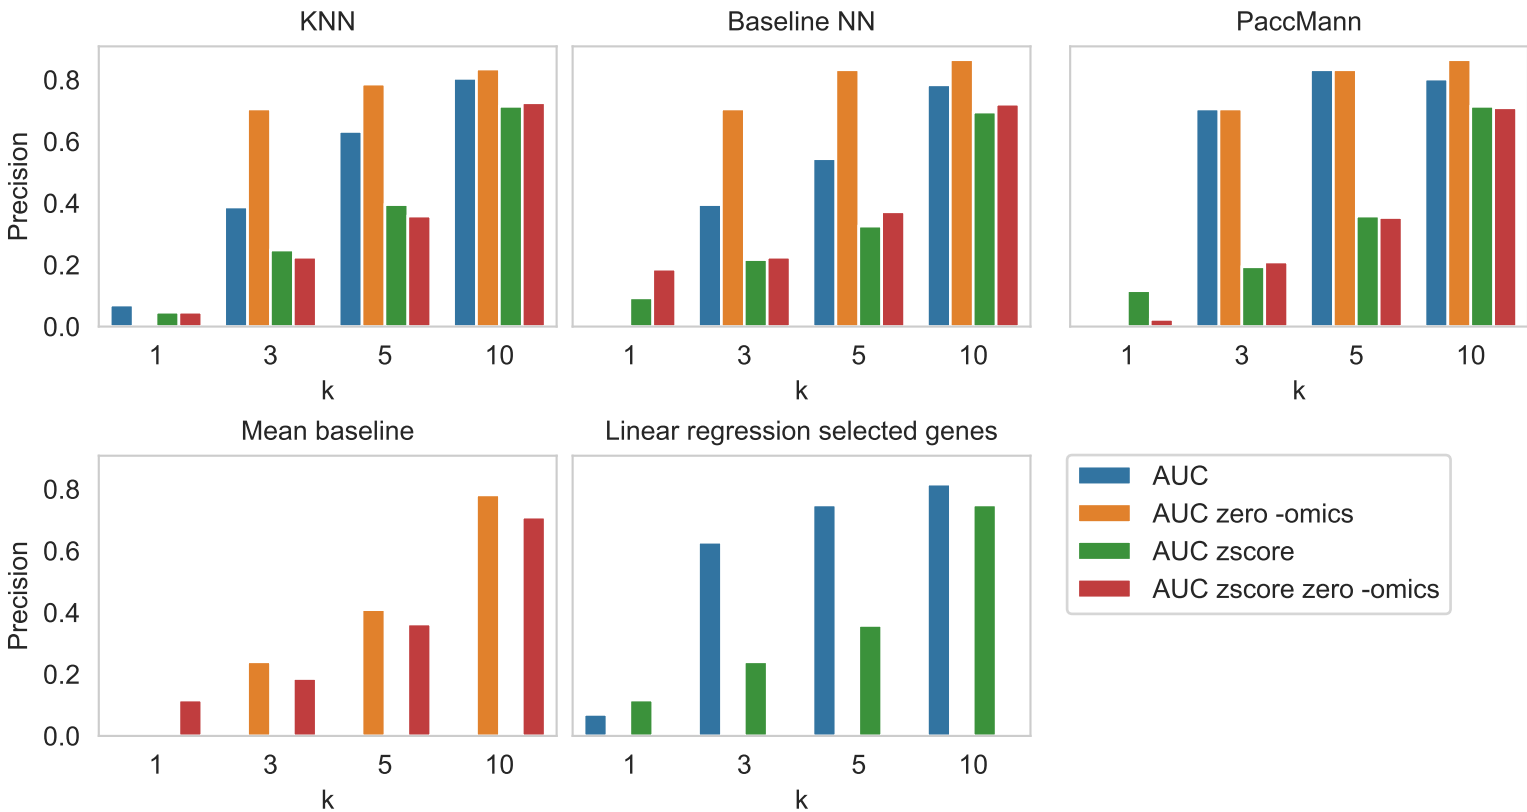 KNN
Baseline NN
PaccMann
Precision
0.8
0.6
0.4
0.2
0.0
1 3 5 10
1 3 5 10
1 3 5 10
k
k
k
Mean baseline
Linear regression selected genes
Precision
0.8
0.6
0.4
0.2
0.0
1 3 5 10
1 3 5 10
k
k
AUC
AUC zero -omics
AUC zscore
AUC zscore zero -omics